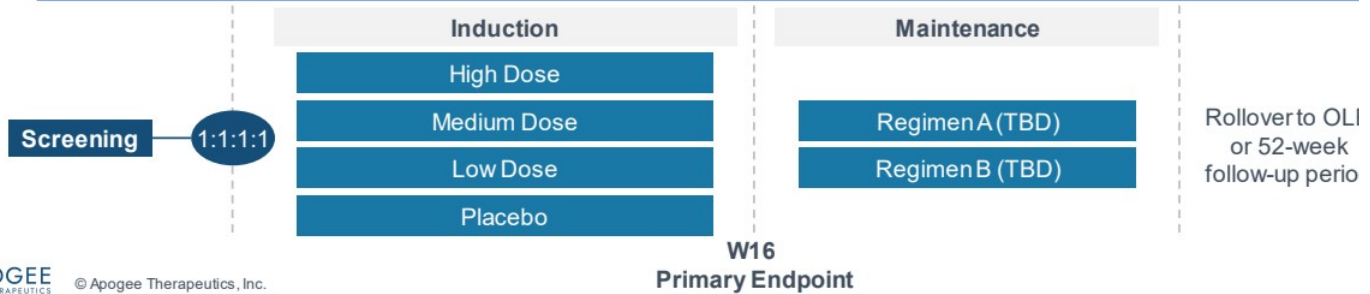 Induction
Maintenance
High Dose
Medium Dose
Low Dose
Placebo
Screening
1:1:1:1
Regimen A (TBD)
Regimen B (TBD)
Rollover to OL
or 52-week
follow-up perio
W16
Primary Endpoint
OGEE
© Apogee Therapeutics, Inc.